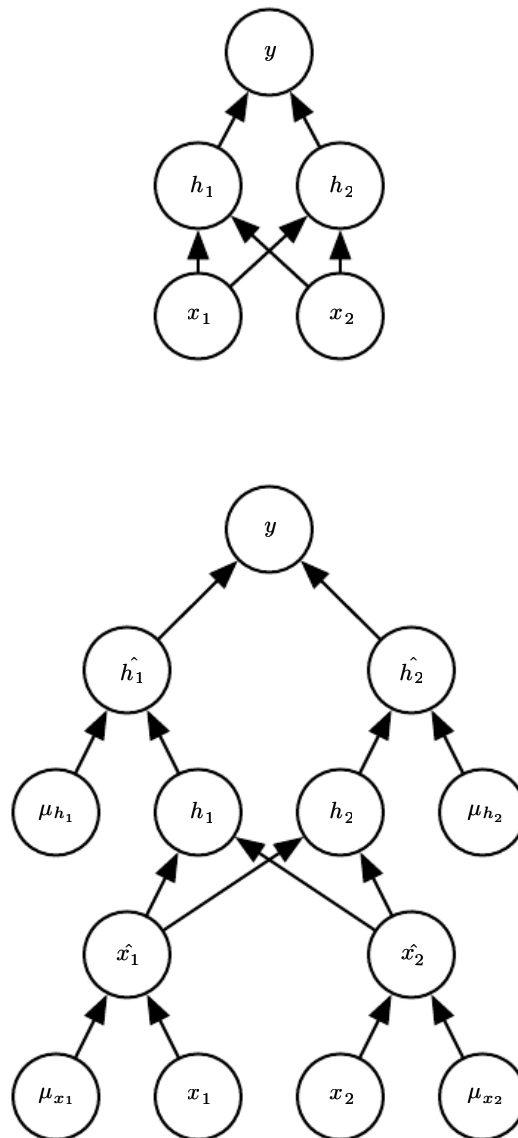 y
h₁ h₂
x₁ x₂
y
ĥ₁ ĥ₂
μₕ₁ h₁ h₂ μₕ₂
x̂₁ x̂₂
μₓ₁ x₁ x₂ μₓ₂